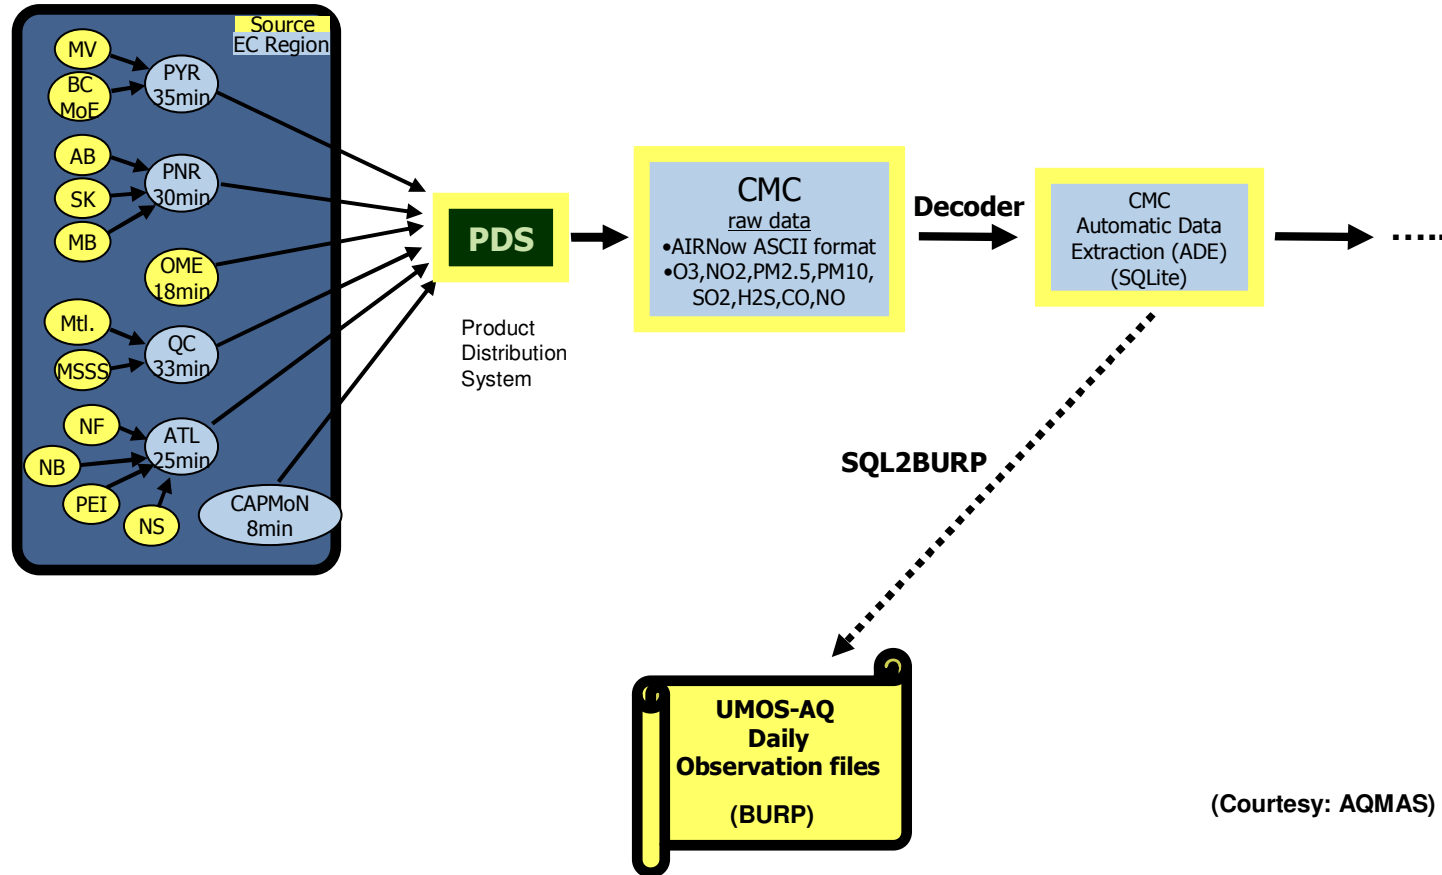 Source
EC Region
MV
BC
MoE
PYR
35min
AB
SK
MB
PNR
30min
OME
18min
Mtl.
MSSS
QC
33min
NF
NB
PEI
NS
ATL
25min
CAPMoN
8min
PDS
Product
Distribution
System
CMC
raw data
•AIRNow ASCII format
•O3,NO2,PM2.5,PM10,
SO2,H2S,CO,NO
Decoder
CMC
Automatic Data
Extraction (ADE)
(SQLite)
.....
SQL2BURP
UMOS-AQ
Daily
Observation files
(BURP)
(Courtesy: AQMAS)